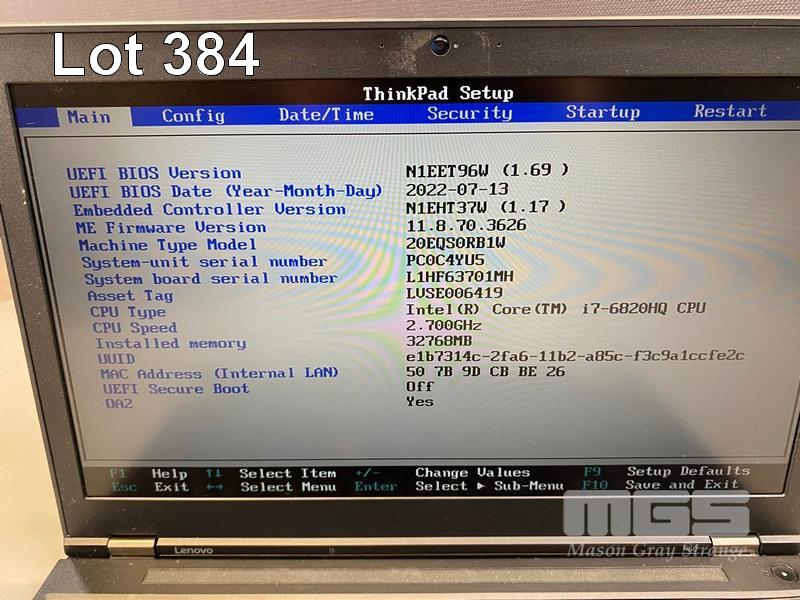 Lot 384
ThinkPad Setup
Main Config Date/Time Security Startup Restart
UEFI BIOS Version N1EET96W (1.69 )
UEFI BIOS Date (Year-Month-Day) 2022-07-13
Embedded Controller Version N1EHT37W (1.17 )
ME Firmware Version 11.8.70.3626
Machine Type Model 20EQS0RB1W
System-unit serial number PC0C4YU5
System board serial number L1HF63701MH
Asset Tag LVSE006419
CPU Type Intel(R) Core(TM) i7-6820HQ CPU
CPU Speed 2.700GHz
Installed memory 32768MB
UUID e1b7314c-2fa6-11b2-a85c-f3c9a1ccfe2c
MAC Address (Internal LAN) 50 7B 9D CB BE 26
UEFI Secure Boot Off
OA2 Yes
F1 Help ↑↓ Select Item +/- Change Values F9 Setup Defaults
Esc Exit ←→ Select Menu Enter Select ▶ Sub-Menu F10 Save and Exit
MGS
Lenovo
Mason Gray Strange